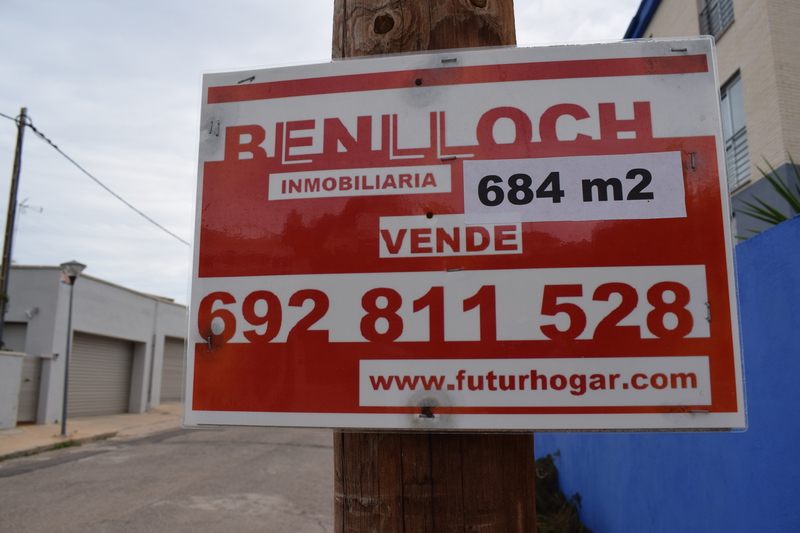 BENLLOCH
INMOBILIARIA
684 m2
VENDE
692 811 528
www.futurhogar.com